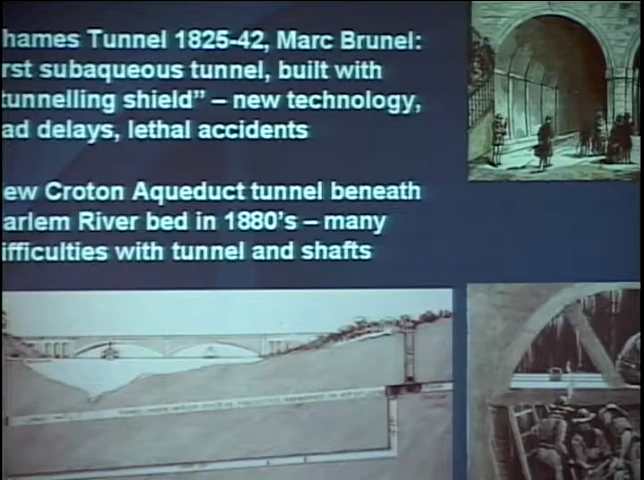 hames Tunnel 1825-42, Marc Brunel:
rst subaqueous tunnel, built with
tunnelling shield” – new technology,
ad delays, lethal accidents
ew Croton Aqueduct tunnel beneath
arlem River bed in 1880’s – many
ifficulties with tunnel and shafts